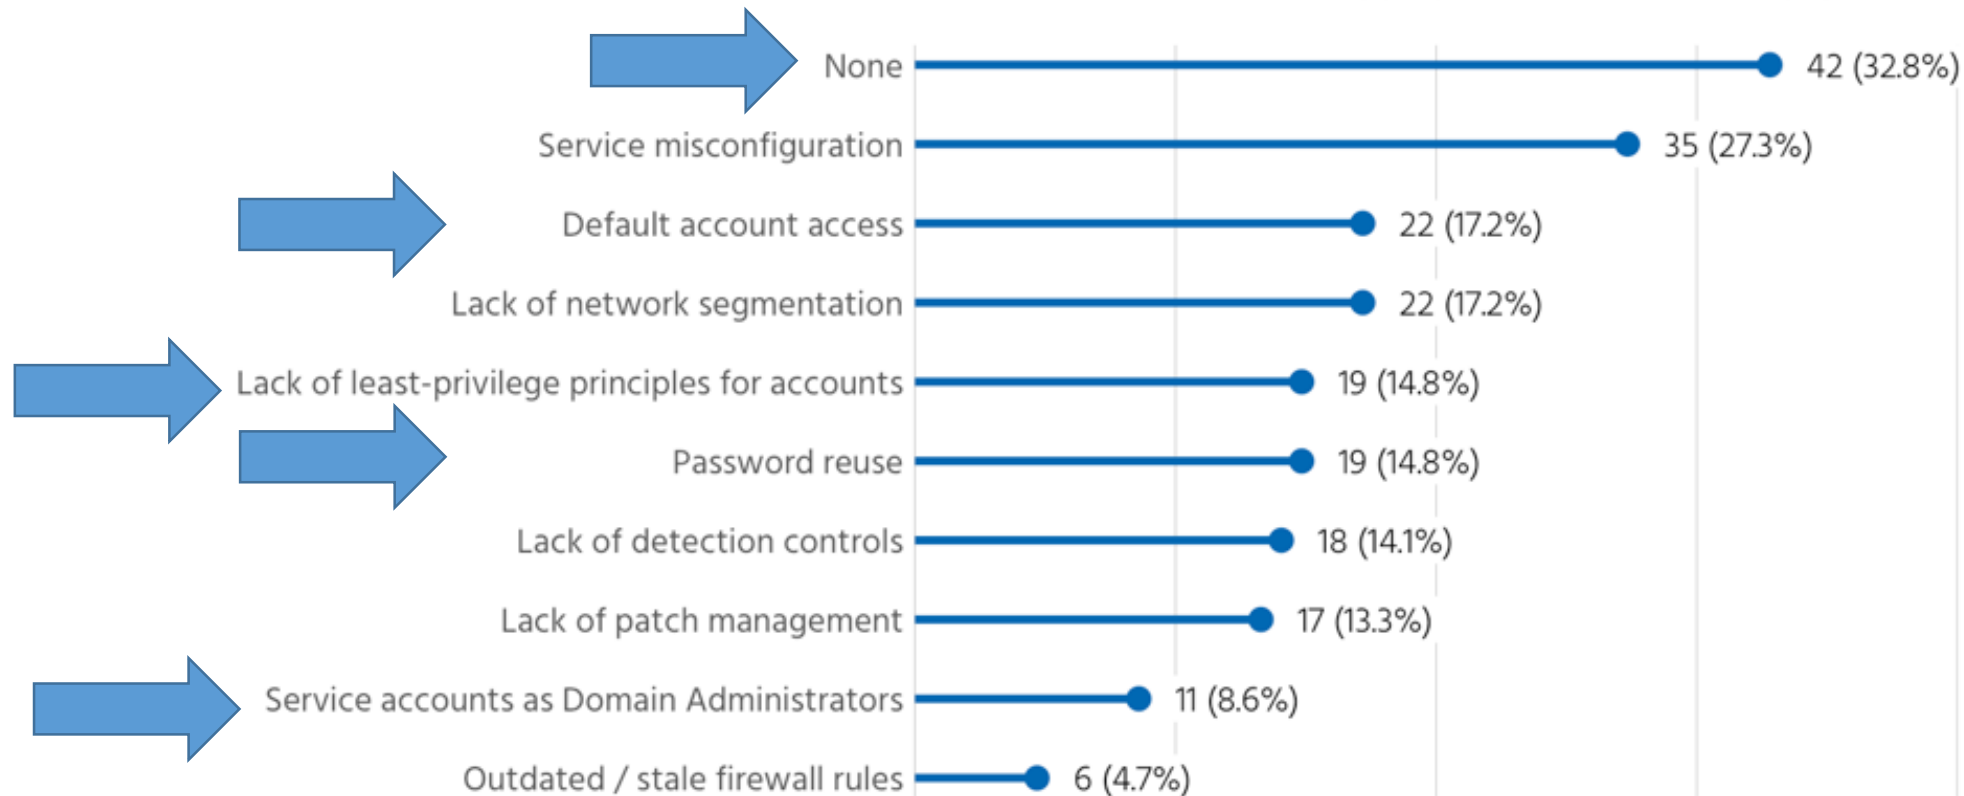 None 42 (32.8%)
Service misconfiguration 35 (27.3%)
Default account access 22 (17.2%)
Lack of network segmentation 22 (17.2%)
Lack of least-privilege principles for accounts 19 (14.8%)
Password reuse 19 (14.8%)
Lack of detection controls 18 (14.1%)
Lack of patch management 17 (13.3%)
Service accounts as Domain Administrators 11 (8.6%)
Outdated / stale firewall rules 6 (4.7%)